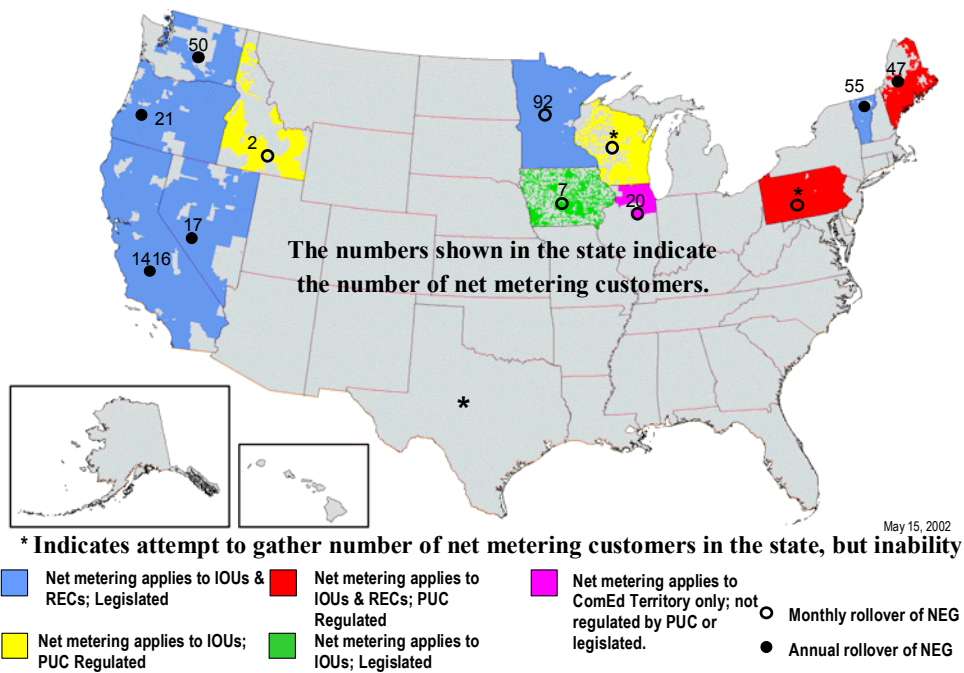 50
47
55
92
21
2
*
7
20
*
17
The numbers shown in the state indicate
the number of net metering customers.
1416
*
May 15, 2002
* Indicates attempt to gather number of net metering customers in the state, but inability
Net metering applies to IOUs &
RECs; Legislated
Net metering applies to
IOUs & RECs; PUC
Regulated
Net metering applies to
ComEd Territory only; not
regulated by PUC or
legislated.
Monthly rollover of NEG
Net metering applies to IOUs;
PUC Regulated
Net metering applies to
IOUs; Legislated
Annual rollover of NEG